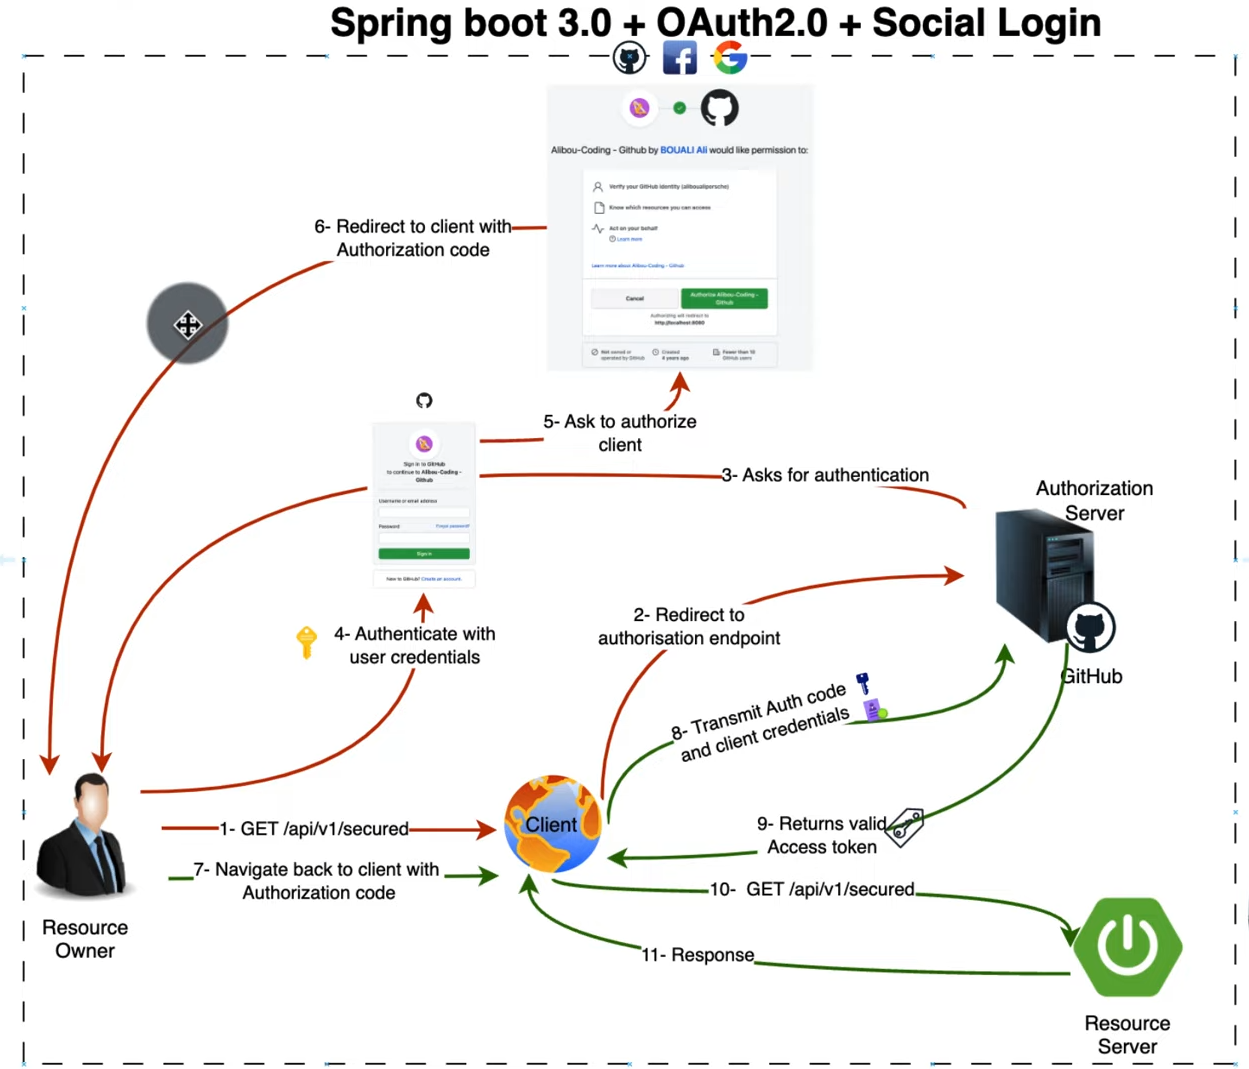 Spring boot 3.0 + OAuth2.0 + Social Login
Alibou-Coding - Github by BOUALI Ali would like permission to:
Verify your GitHub identity (aliboualipersche)
Know which resources you can access
Act on your behalf
Learn more
Learn more about Alibou-Coding - Github
Cancel
Authorize Alibou-Coding -
Github
Authorizing will redirect to
http://localhost:8080
Not owned or
operated by GitHub
Created
4 years ago
Fewer than 10
GitHub users
6- Redirect to client with
Authorization code
5- Ask to authorize
client
Sign in to GitHub
to continue to Alibou-Coding -
Github
Username or email address
Password
Forgot password?
Sign in
New to GitHub? Create an account.
3- Asks for authentication
Authorization
Server
GitHub
4- Authenticate with
user credentials
2- Redirect to
authorisation endpoint
8- Transmit Auth code
and client credentials
Client
1- GET /api/v1/secured
7- Navigate back to client with
Authorization code
9- Returns valid
Access token
10- GET /api/v1/secured
11- Response
Resource
Owner
Resource
Server